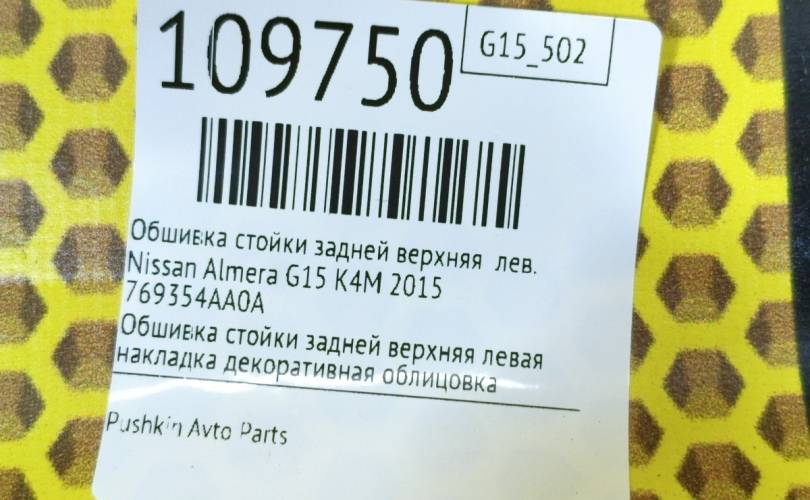 109750
G15_502
Обшивка стойки задней верхняя лев.
Nissan Almera G15 K4M 2015
769354AA0A
Обшивка стойки задней верхняя левая
накладка декоративная облицовка
Pushkin Avto Parts